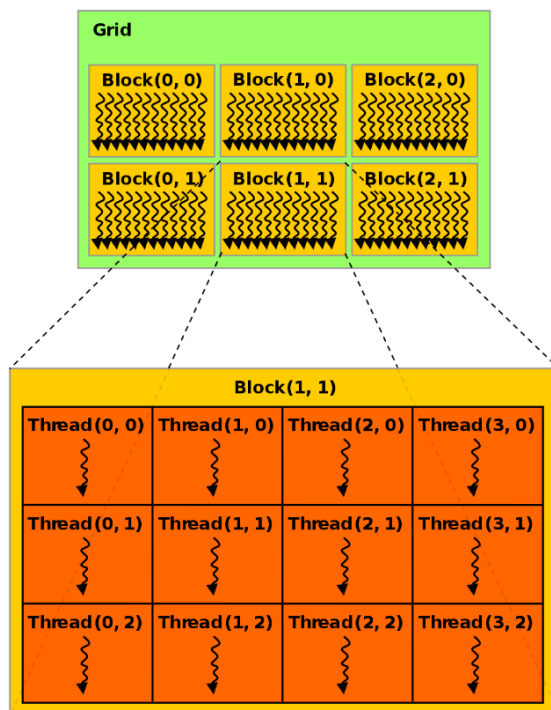 Grid
Block(0, 0) Block(1, 0) Block(2, 0)
Block(0, 1) Block(1, 1) Block(2, 1)
Block(1, 1)
Thread(0, 0) Thread(1, 0) Thread(2, 0) Thread(3, 0)
Thread(0, 1) Thread(1, 1) Thread(2, 1) Thread(3, 1)
Thread(0, 2) Thread(1, 2) Thread(2, 2) Thread(3, 2)